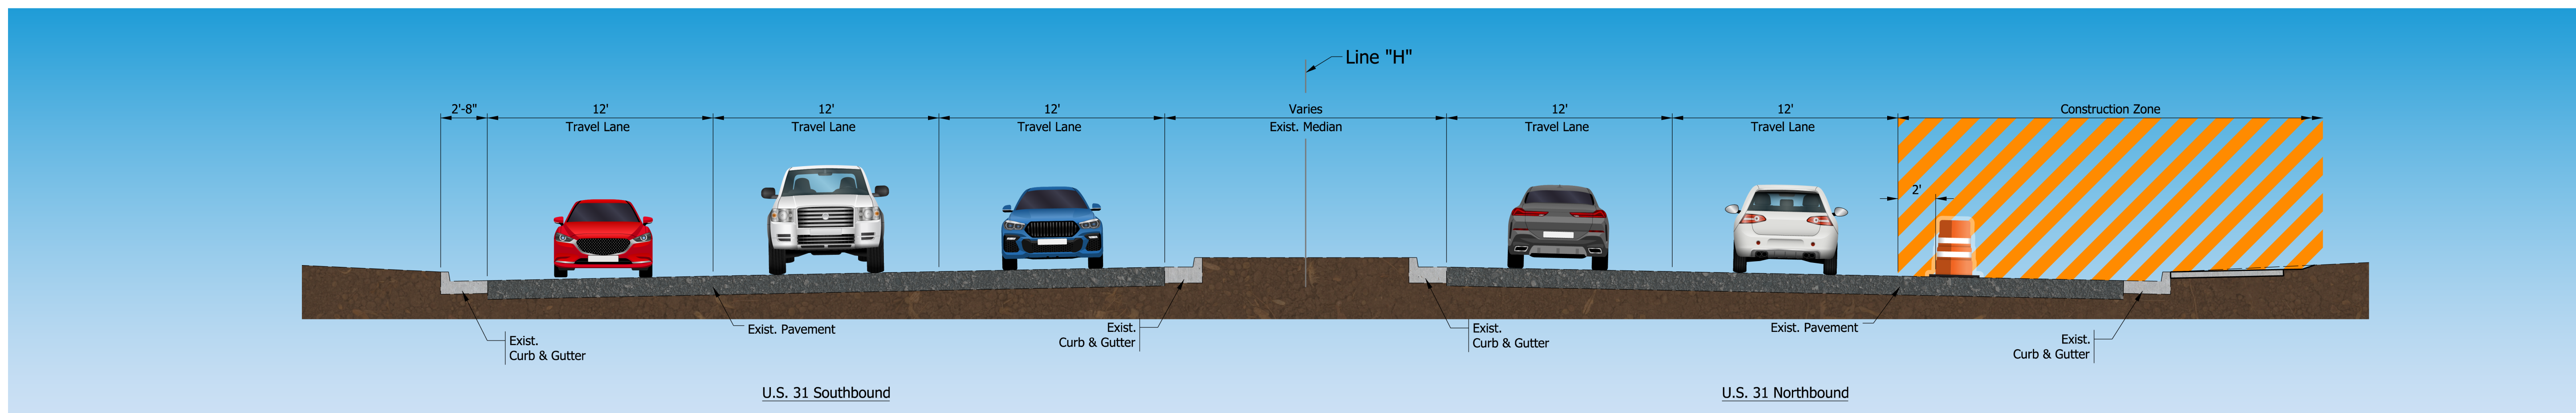 Line "H"
2'-8"
12'
Travel Lane
12'
Travel Lane
12'
Travel Lane
Varies
Exist. Median
12'
Travel Lane
12'
Travel Lane
Construction Zone
2'
Exist.
Curb & Gutter
Exist. Pavement
Exist.
Curb & Gutter
Exist.
Curb & Gutter
Exist. Pavement
Exist.
Curb & Gutter
U.S. 31 Southbound
U.S. 31 Northbound